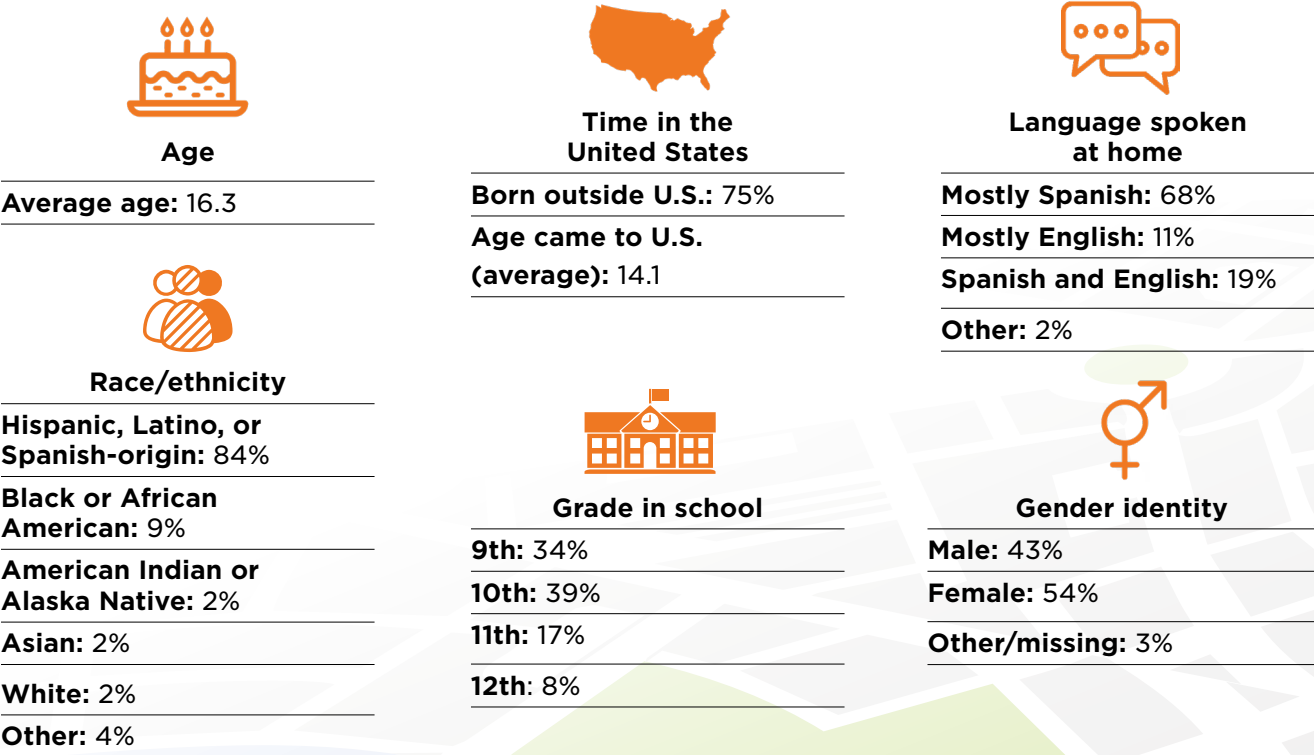 Age
Average age: 16.3
Race/ethnicity
Hispanic, Latino, or
Spanish-origin: 84%
Black or African
American: 9%
American Indian or
Alaska Native: 2%
Asian: 2%
White: 2%
Other: 4%
Time in the
United States
Born outside U.S.: 75%
Age came to U.S.
(average): 14.1
Grade in school
9th: 34%
10th: 39%
11th: 17%
12th: 8%
Language spoken
at home
Mostly Spanish: 68%
Mostly English: 11%
Spanish and English: 19%
Other: 2%
Gender identity
Male: 43%
Female: 54%
Other/missing: 3%